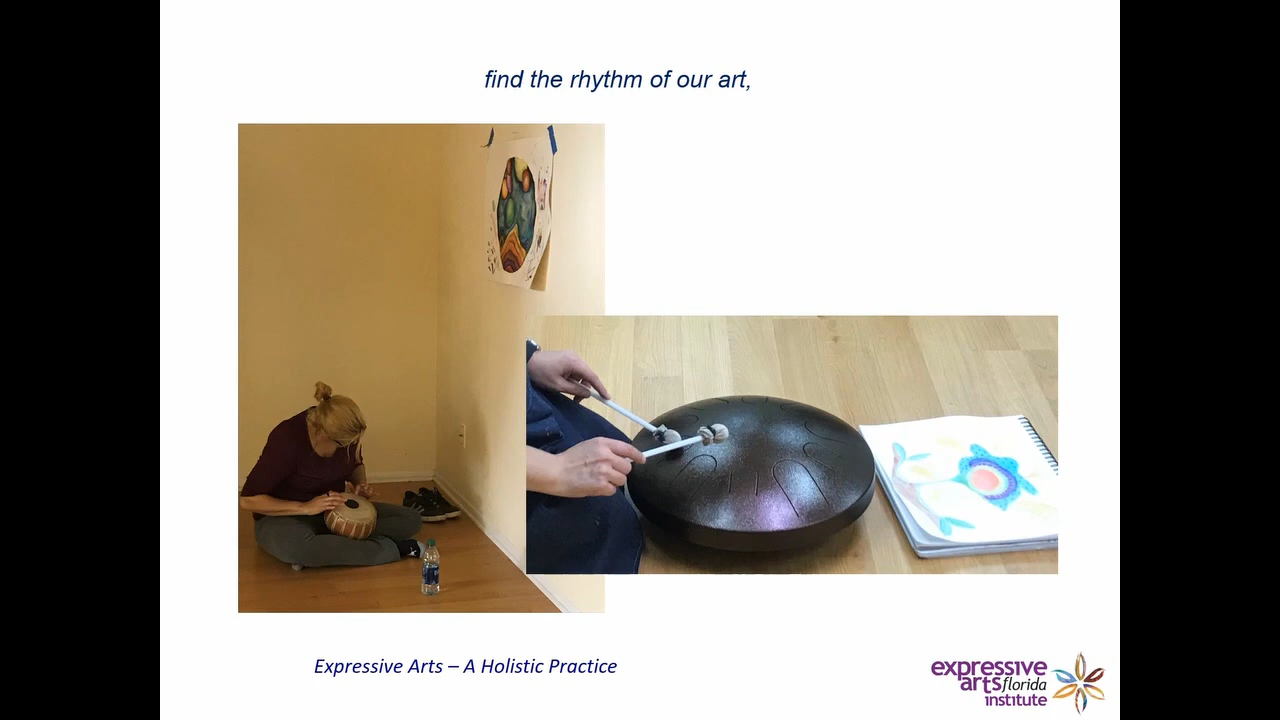 find the rhythm of our art,
Expressive Arts – A Holistic Practice
expressive
arts florida
institute